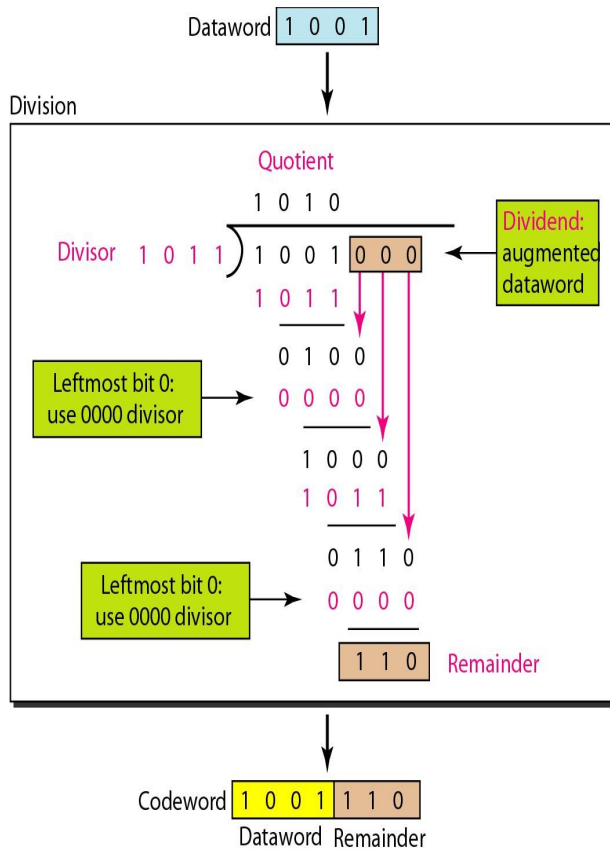 Dataword 1 0 0 1
Division
Quotient
1 0 1 0
Divisor 1 0 1 1 1 0 0 1 0 0 0
Dividend:
augmented
dataword
1 0 1 1
0 1 0 0
Leftmost bit 0:
use 0000 divisor
0 0 0 0
1 0 0 0
1 0 1 1
0 1 1 0
Leftmost bit 0:
use 0000 divisor
0 0 0 0
1 1 0 Remainder
Codeword 1 0 0 1 1 1 0
Dataword Remainder